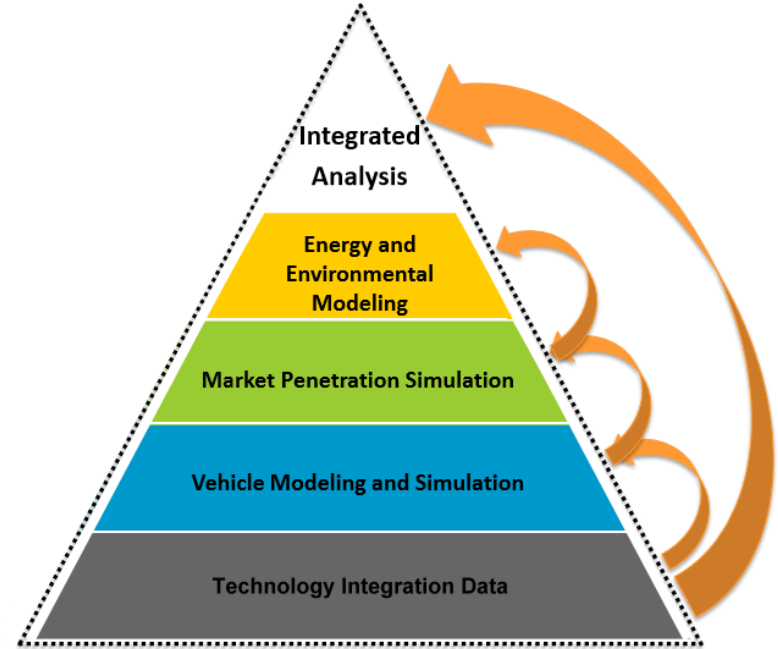 Integrated
Analysis
Energy and
Environmental
Modeling
Market Penetration Simulation
Vehicle Modeling and Simulation
Technology Integration Data